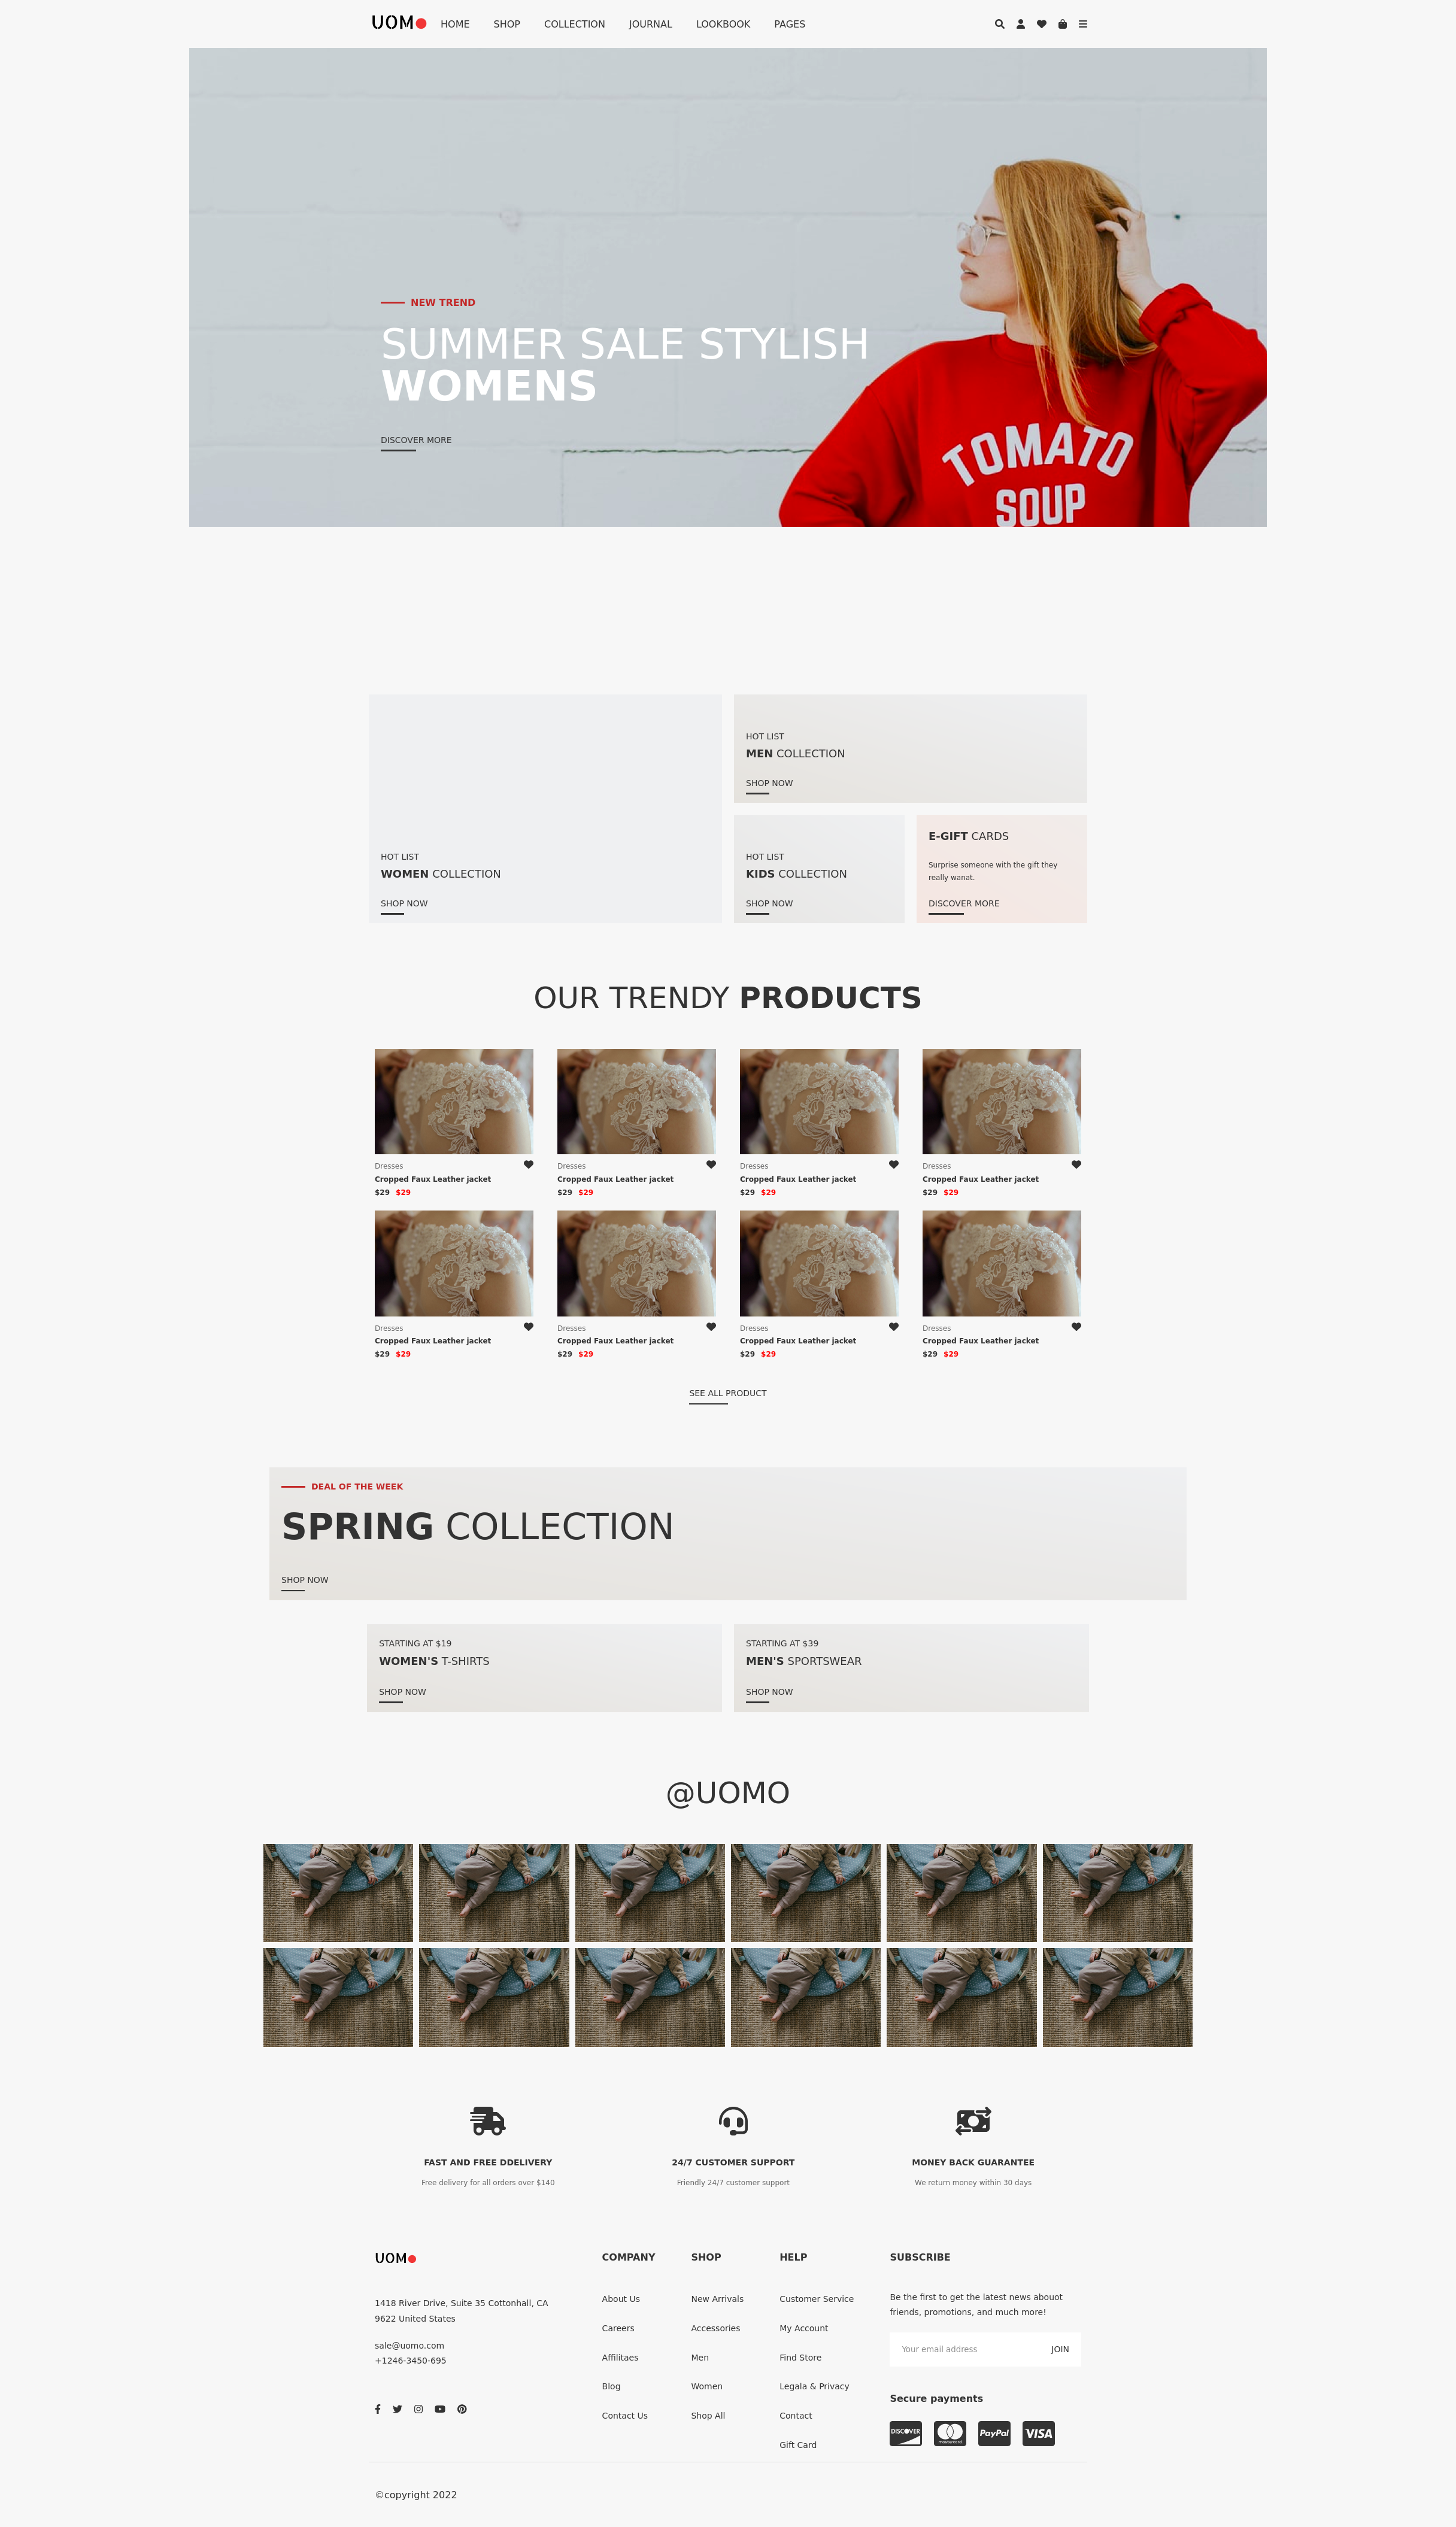 UOM
HOME SHOP COLLECTION JOURNAL LOOKBOOK PAGES
NEW TREND
SUMMER SALE STYLISH
WOMENS
DISCOVER MORE
TOMATO
SOUP
HOT LIST
WOMEN COLLECTION
SHOP NOW
HOT LIST
MEN COLLECTION
SHOP NOW
HOT LIST
KIDS COLLECTION
SHOP NOW
E-GIFT CARDS
Surprise someone with the gift they
really wanat.
DISCOVER MORE
OUR TRENDY PRODUCTS
Dresses
Cropped Faux Leather jacket
$29 $29
Dresses
Cropped Faux Leather jacket
$29 $29
Dresses
Cropped Faux Leather jacket
$29 $29
Dresses
Cropped Faux Leather jacket
$29 $29
Dresses
Cropped Faux Leather jacket
$29 $29
Dresses
Cropped Faux Leather jacket
$29 $29
Dresses
Cropped Faux Leather jacket
$29 $29
Dresses
Cropped Faux Leather jacket
$29 $29
SEE ALL PRODUCT
DEAL OF THE WEEK
SPRING COLLECTION
SHOP NOW
STARTING AT $19
WOMEN'S T-SHIRTS
SHOP NOW
STARTING AT $39
MEN'S SPORTSWEAR
SHOP NOW
@UOMO
FAST AND FREE DDELIVERY
Free delivery for all orders over $140
24/7 CUSTOMER SUPPORT
Friendly 24/7 customer support
MONEY BACK GUARANTEE
We return money within 30 days
UOM
1418 River Drive, Suite 35 Cottonhall, CA
9622 United States
sale@uomo.com
+1246-3450-695
COMPANY
About Us
Careers
Affilitaes
Blog
Contact Us
SHOP
New Arrivals
Accessories
Men
Women
Shop All
HELP
Customer Service
My Account
Find Store
Legala & Privacy
Contact
Gift Card
SUBSCRIBE
Be the first to get the latest news abouot
friends, promotions, and much more!
Your email address JOIN
Secure payments
DISCOVER mastercard PayPal VISA
©copyright 2022